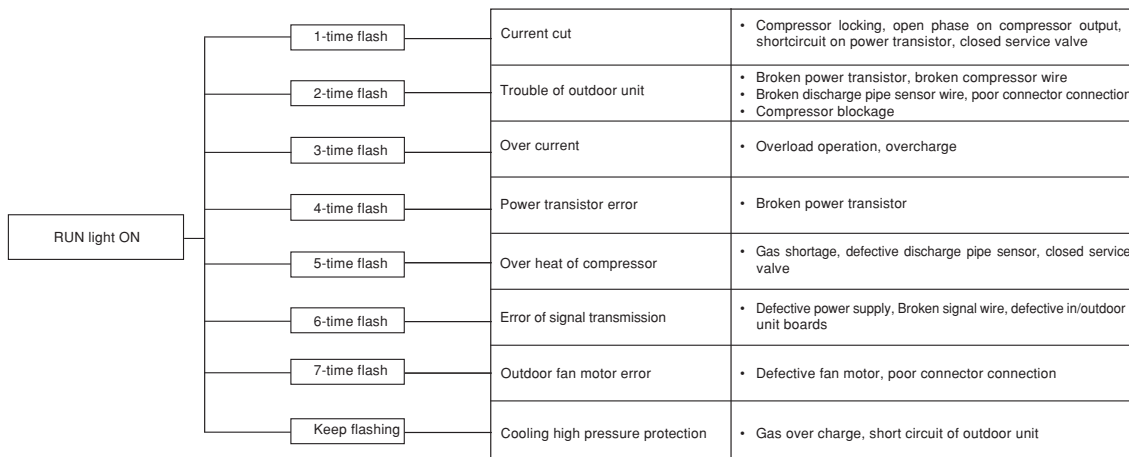 RUN light ON
1-time flash
Current cut
• Compressor locking, open phase on compressor output,
shortcircuit on power transistor, closed service valve
2-time flash
Trouble of outdoor unit
• Broken power transistor, broken compressor wire
• Broken discharge pipe sensor wire, poor connector connection
• Compressor blockage
3-time flash
Over current
• Overload operation, overcharge
4-time flash
Power transistor error
• Broken power transistor
5-time flash
Over heat of compressor
• Gas shortage, defective discharge pipe sensor, closed service
valve
6-time flash
Error of signal transmission
• Defective power supply, Broken signal wire, defective in/outdoor
unit boards
7-time flash
Outdoor fan motor error
• Defective fan motor, poor connector connection
Keep flashing
Cooling high pressure protection
• Gas over charge, short circuit of outdoor unit